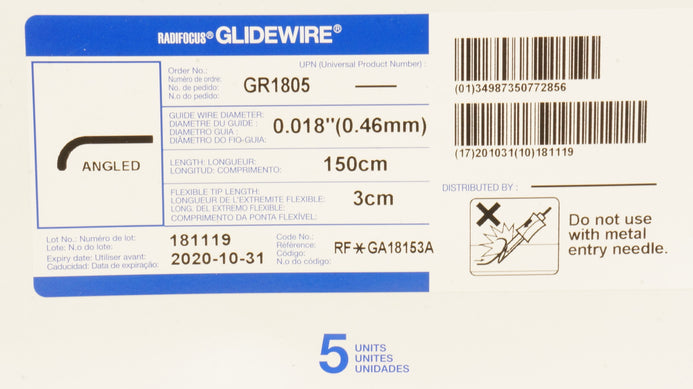 RADIFOCUS® GLIDEWIRE®
Order No.:
Numéro de ordre:
No. de pedido:
N.o do pedido:
GR1805
UPN (Universal Product Number) :
ANGLED
GUIDE WIRE DIAMETER:
DIAMETRE DU GUIDE :
DIÁMETRO GUIA :
DIÂMETRO DO FIO-GUIA:
0.018"(0.46mm)
LENGTH: LONGUEUR:
LONGITUD: COMPRIMENTO:
150cm
FLEXIBLE TIP LENGTH:
LONGUEUR DE L'EXTREMITE FLEXIBLE:
LONG. DEL EXTREMO FLEXIBLE:
COMPRIMENTO DA PONTA FLEXÍVEL:
3cm
Lot No.: Numéro de lot:
Lote: N.o do lote:
181119
Expiry date: Utiliser avant:
Caducidad: Data de expiração:
2020-10-31
Code No.:
Référence:
Código:
N.o do código:
RF*GA18153A
(01)34987350772856
(17)201031(10)181119
DISTRIBUTED BY :
Do not use
with metal
entry needle.
5 UNITS
UNITES
UNIDADES